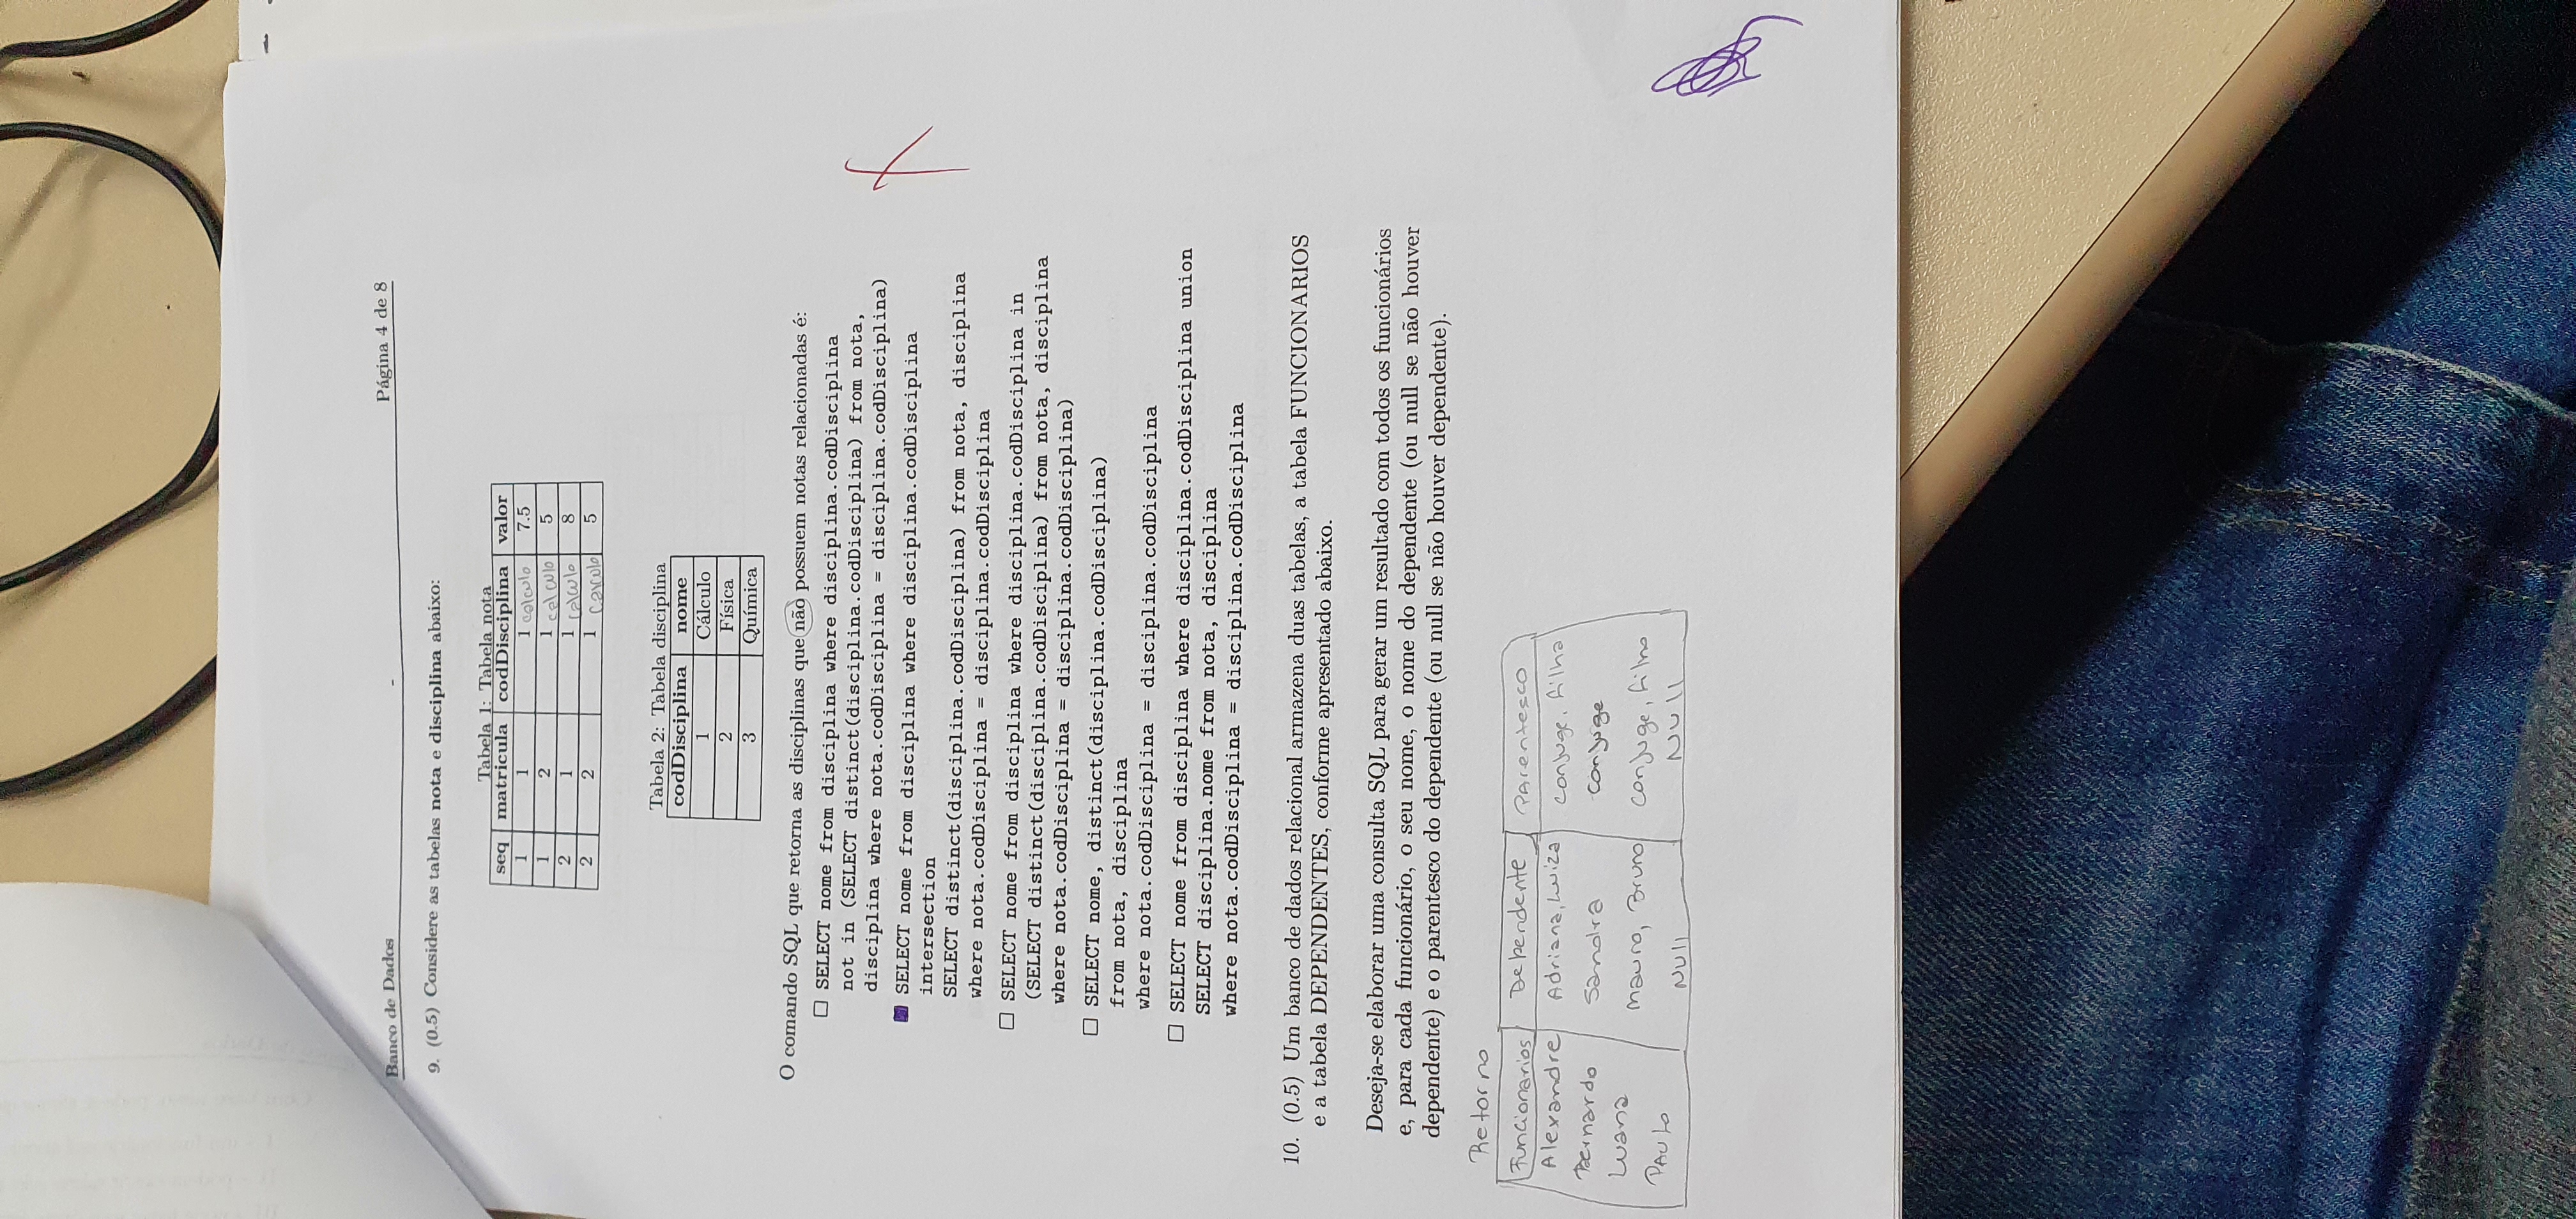 Banco de Dados - Página 4 de 8
9. (0.5) Considere as tabelas nota e disciplina abaixo:
Tabela 1: Tabela nota
seq matricula codDisciplina valor
1 1 1 calculo 7.5
1 2 1 calculo 5
2 1 1 calculo 8
2 2 1 calculo 5
Tabela 2: Tabela disciplina
codDisciplina nome
1 Cálculo
2 Física
3 Química
O comando SQL que retorna as disciplinas que não possuem notas relacionadas é:
SELECT nome from disciplina where disciplina.codDisciplina
not in (SELECT distinct(disciplina.codDisciplina) from nota,
disciplina where nota.codDisciplina = disciplina.codDisciplina)
SELECT nome from disciplina where disciplina.codDisciplina
intersection
SELECT distinct(disciplina.codDisciplina) from nota, disciplina
where nota.codDisciplina = disciplina.codDisciplina
SELECT nome from disciplina where disciplina.codDisciplina in
(SELECT distinct(disciplina.codDisciplina) from nota, disciplina
where nota.codDisciplina = disciplina.codDisciplina)
SELECT nome, distinct(disciplina.codDisciplina)
from nota, disciplina
where nota.codDisciplina = disciplina.codDisciplina
SELECT nome from disciplina where disciplina.codDisciplina union
SELECT disciplina.nome from nota, disciplina
where nota.codDisciplina = disciplina.codDisciplina
10. (0.5) Um banco de dados relacional armazena duas tabelas, a tabela FUNCIONARIOS
e a tabela DEPENDENTES, conforme apresentado abaixo.
Deseja-se elaborar uma consulta SQL para gerar um resultado com todos os funcionários
e, para cada funcionário, o seu nome, o nome do dependente (ou null se não houver
dependente) e o parentesco do dependente (ou null se não houver dependente).
Retorno
Funcionarios Dependente Parentesco
Alexandre Adriana, Luiza conjuge, filha
Bernardo Sandra conjuge
Luana Mauro, Bruno conjuge, filho
Paulo Null NULL